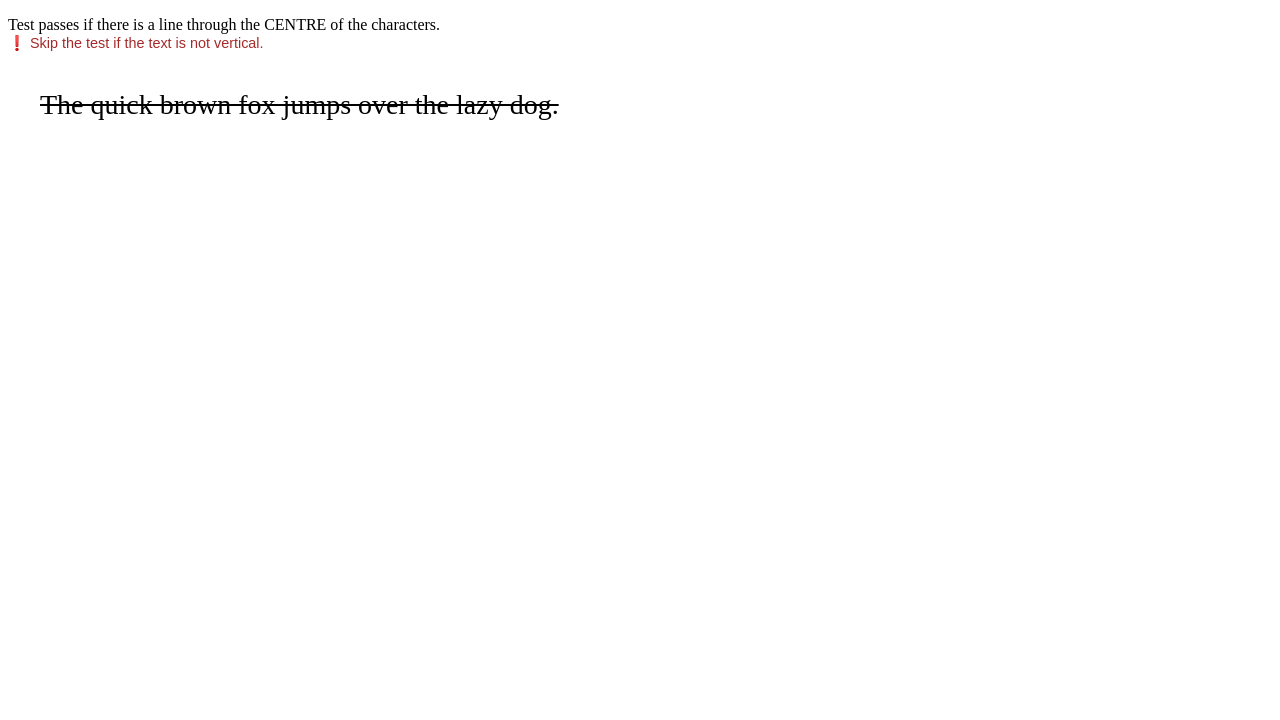 Test passes if there is a line through the CENTRE of the characters.
❗ Skip the test if the text is not vertical.
The quick brown fox jumps over the lazy dog.